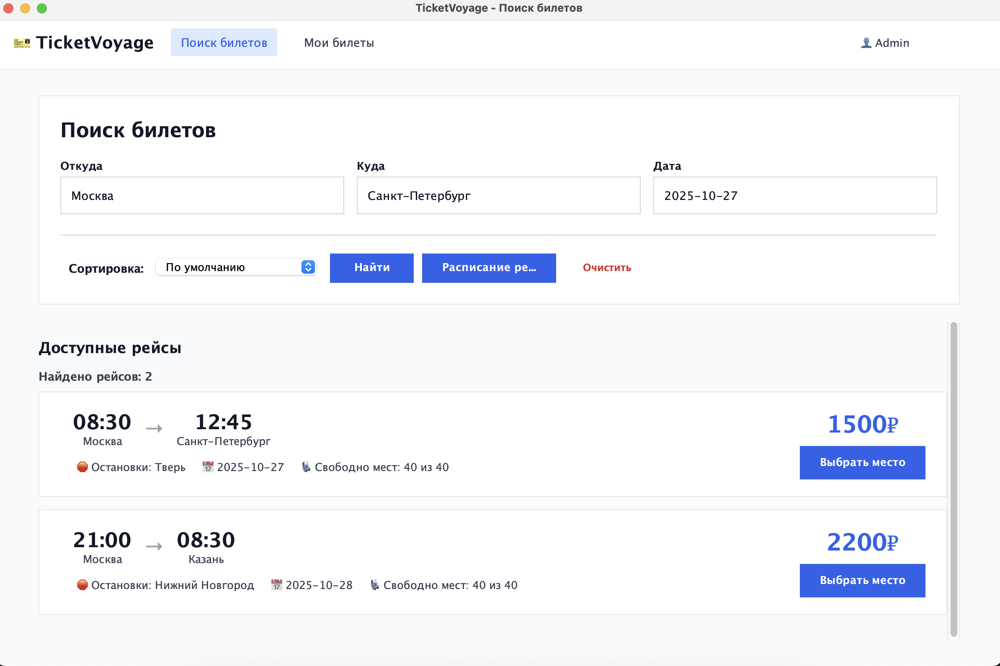 TicketVoyage - Поиск билетов
TicketVoyage Поиск билетов Мои билеты Admin
Поиск билетов
Откуда Куда Дата
Москва Санкт-Петербург 2025-10-27
Сортировка: По умолчанию Найти Расписание ре... Очистить
Доступные рейсы
Найдено рейсов: 2
08:30 → 12:45 1500₽
Москва Санкт-Петербург
Остановки: Тверь 17 2025-10-27 Свободно мест: 40 из 40
Выбрать место
21:00 → 08:30 2200₽
Москва Казань
Остановки: Нижний Новгород 17 2025-10-28 Свободно мест: 40 из 40
Выбрать место